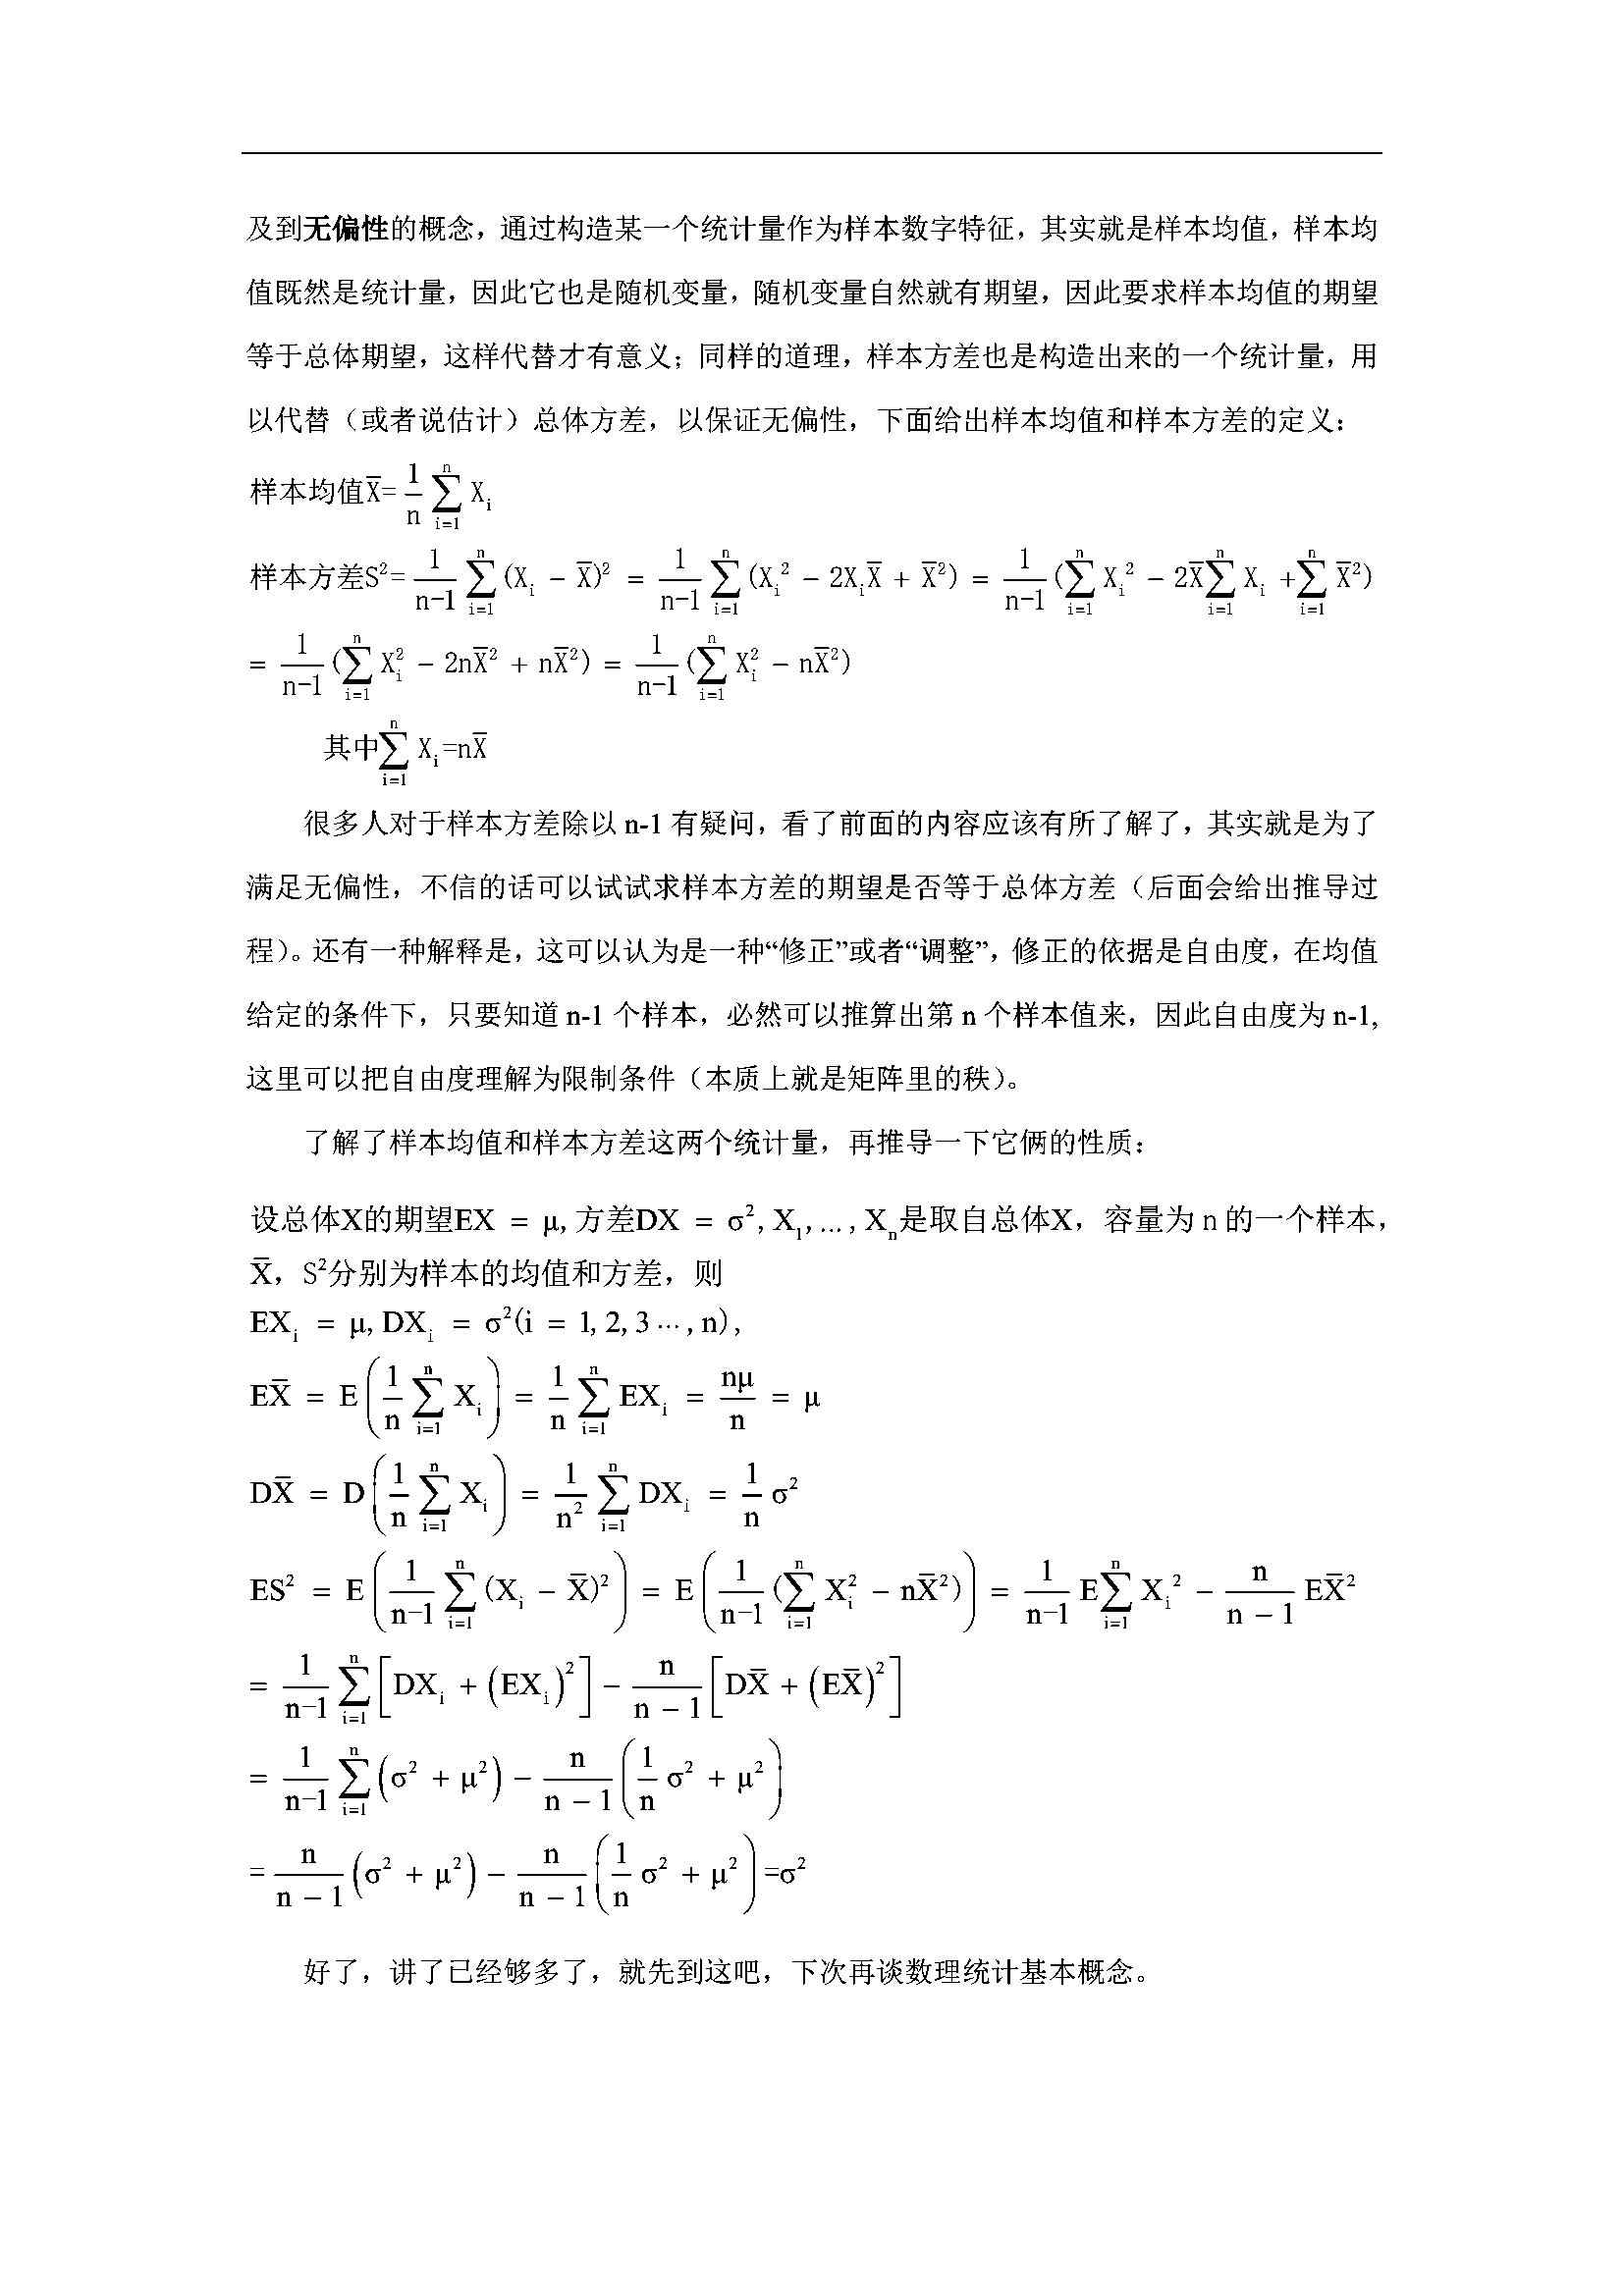 及到无偏性的概念，通过构造某一个统计量作为样本数字特征，其实就是样本均值，样本均
值既然是统计量，因此它也是随机变量，随机变量自然就有期望，因此要求样本均值的期望
等于总体期望，这样代替才有意义；同样的道理，样本方差也是构造出来的一个统计量，用
以代替（或者说估计）总体方差，以保证无偏性，下面给出样本均值和样本方差的定义：
样本均值$\overline{X}=\frac{1}{n}\sum_{i=1}^{n}X_i$
样本方差$S^2=\frac{1}{n-1}\sum_{i=1}^{n}(X_i-\overline{X})^2=\frac{1}{n-1}\sum_{i=1}^{n}(X_i^2-2X_i\overline{X}+\overline{X}^2)=\frac{1}{n-1}(\sum_{i=1}^{n}X_i^2-2\overline{X}\sum_{i=1}^{n}X_i+\sum_{i=1}^{n}\overline{X}^2)$
$=\frac{1}{n-1}(\sum_{i=1}^{n}X_i^2-2n\overline{X}^2+n\overline{X}^2)=\frac{1}{n-1}(\sum_{i=1}^{n}X_i^2-n\overline{X}^2)$
其中$\sum_{i=1}^{n}X_i=n\overline{X}$
很多人对于样本方差除以 n-1 有疑问，看了前面的内容应该有所了解了，其实就是为了
满足无偏性，不信的话可以试试求样本方差的期望是否等于总体方差（后面会给出推导过
程）。还有一种解释是，这可以认为是一种“修正”或者“调整”，修正的依据是自由度，在均值
给定的条件下，只要知道 n-1 个样本，必然可以推算出第 n 个样本值来，因此自由度为 n-1,
这里可以把自由度理解为限制条件（本质上就是矩阵里的秩）。
了解了样本均值和样本方差这两个统计量，再推导一下它俩的性质：
设总体X的期望$EX=\mu$, 方差$DX=\sigma^2, X_1,\ldots,X_n$是取自总体X，容量为 n 的一个样本，
$\overline{X}$，$S^2$分别为样本的均值和方差，则
$EX_i=\mu, DX_i=\sigma^2(i=1,2,3\cdots,n),$
$E\overline{X}=E\left(\frac{1}{n}\sum_{i=1}^{n}X_i\right)=\frac{1}{n}\sum_{i=1}^{n}EX_i=\frac{n\mu}{n}=\mu$
$D\overline{X}=D\left(\frac{1}{n}\sum_{i=1}^{n}X_i\right)=\frac{1}{n^2}\sum_{i=1}^{n}DX_i=\frac{1}{n}\sigma^2$
$ES^2=E\left(\frac{1}{n-1}\sum_{i=1}^{n}(X_i-\overline{X})^2\right)=E\left(\frac{1}{n-1}(\sum_{i=1}^{n}X_i^2-n\overline{X}^2)\right)=\frac{1}{n-1}E\sum_{i=1}^{n}X_i^2-\frac{n}{n-1}E\overline{X}^2$
$=\frac{1}{n-1}\sum_{i=1}^{n}\left[DX_i+\left(EX_i\right)^2\right]-\frac{n}{n-1}\left[D\overline{X}+\left(E\overline{X}\right)^2\right]$
$=\frac{1}{n-1}\sum_{i=1}^{n}\left(\sigma^2+\mu^2\right)-\frac{n}{n-1}\left(\frac{1}{n}\sigma^2+\mu^2\right)$
$=\frac{n}{n-1}\left(\sigma^2+\mu^2\right)-\frac{n}{n-1}\left(\frac{1}{n}\sigma^2+\mu^2\right)=\sigma^2$
好了，讲了已经够多了，就先到这吧，下次再谈数理统计基本概念。